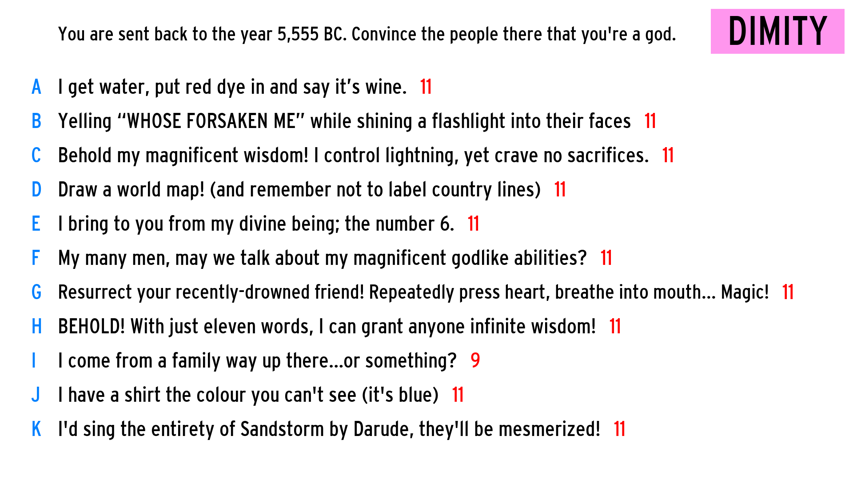 You are sent back to the year 5,555 BC. Convince the people there that you're a god.
DIMITY
A I get water, put red dye in and say it’s wine. 11
B Yelling “WHOSE FORSAKEN ME” while shining a flashlight into their faces 11
C Behold my magnificent wisdom! I control lightning, yet crave no sacrifices. 11
D Draw a world map! (and remember not to label country lines) 11
E I bring to you from my divine being; the number 6. 11
F My many men, may we talk about my magnificent godlike abilities? 11
G Resurrect your recently-drowned friend! Repeatedly press heart, breathe into mouth... Magic! 11
H BEHOLD! With just eleven words, I can grant anyone infinite wisdom! 11
I I come from a family way up there...or something? 9
J I have a shirt the colour you can't see (it's blue) 11
K I'd sing the entirety of Sandstorm by Darude, they'll be mesmerized! 11